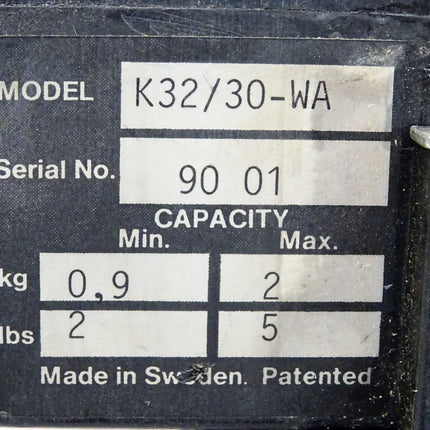 MODEL K32/30-WA
Serial No. 90 01
CAPACITY
Min. Max.
kg 0,9 2
lbs 2 5
Made in Sweden. Patented